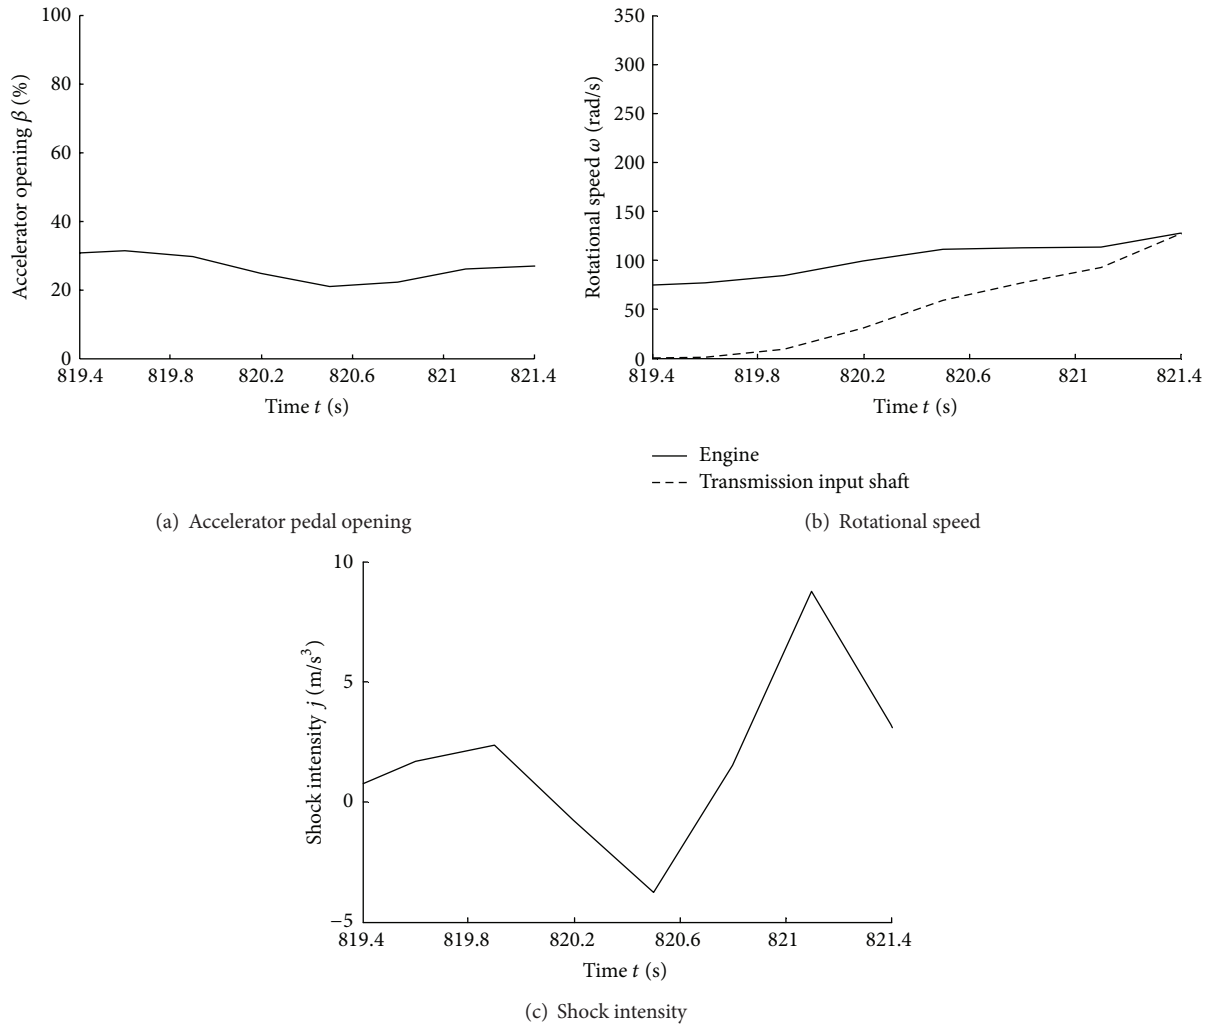 100
80
60
40
20
0
Accelerator opening β (%)
819.4 819.8 820.2 820.6 821 821.4
Time t (s)
350
300
250
200
150
100
50
0
Rotational speed ω (rad/s)
819.4 819.8 820.2 820.6 821 821.4
Time t (s)
Engine
Transmission input shaft
(a) Accelerator pedal opening
(b) Rotational speed
10
5
0
−5
Shock intensity j (m/s³)
819.4 819.8 820.2 820.6 821 821.4
Time t (s)
(c) Shock intensity